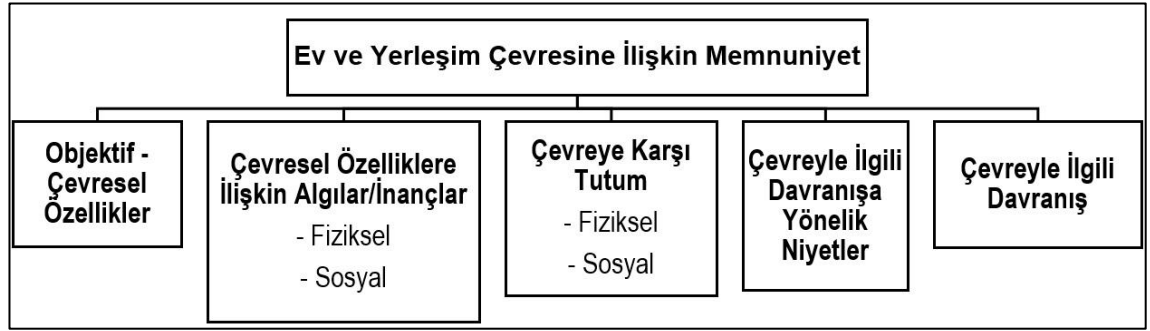 Ev ve Yerleşim Çevresine İlişkin Memnuniyet
Objektif -
Çevresel
Özellikler
Çevresel Özelliklere
İlişkin Algılar/İnançlar
- Fiziksel
- Sosyal
Çevreye Karşı
Tutum
- Fiziksel
- Sosyal
Çevreyle İlgili
Davranışa
Yönelik
Niyetler
Çevreyle İlgili
Davranış